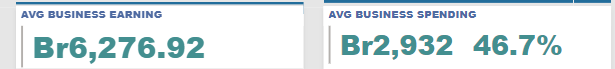 AVG BUSINESS EARNING
Br6,276.92
AVG BUSINESS SPENDING
Br2,932 46.7%